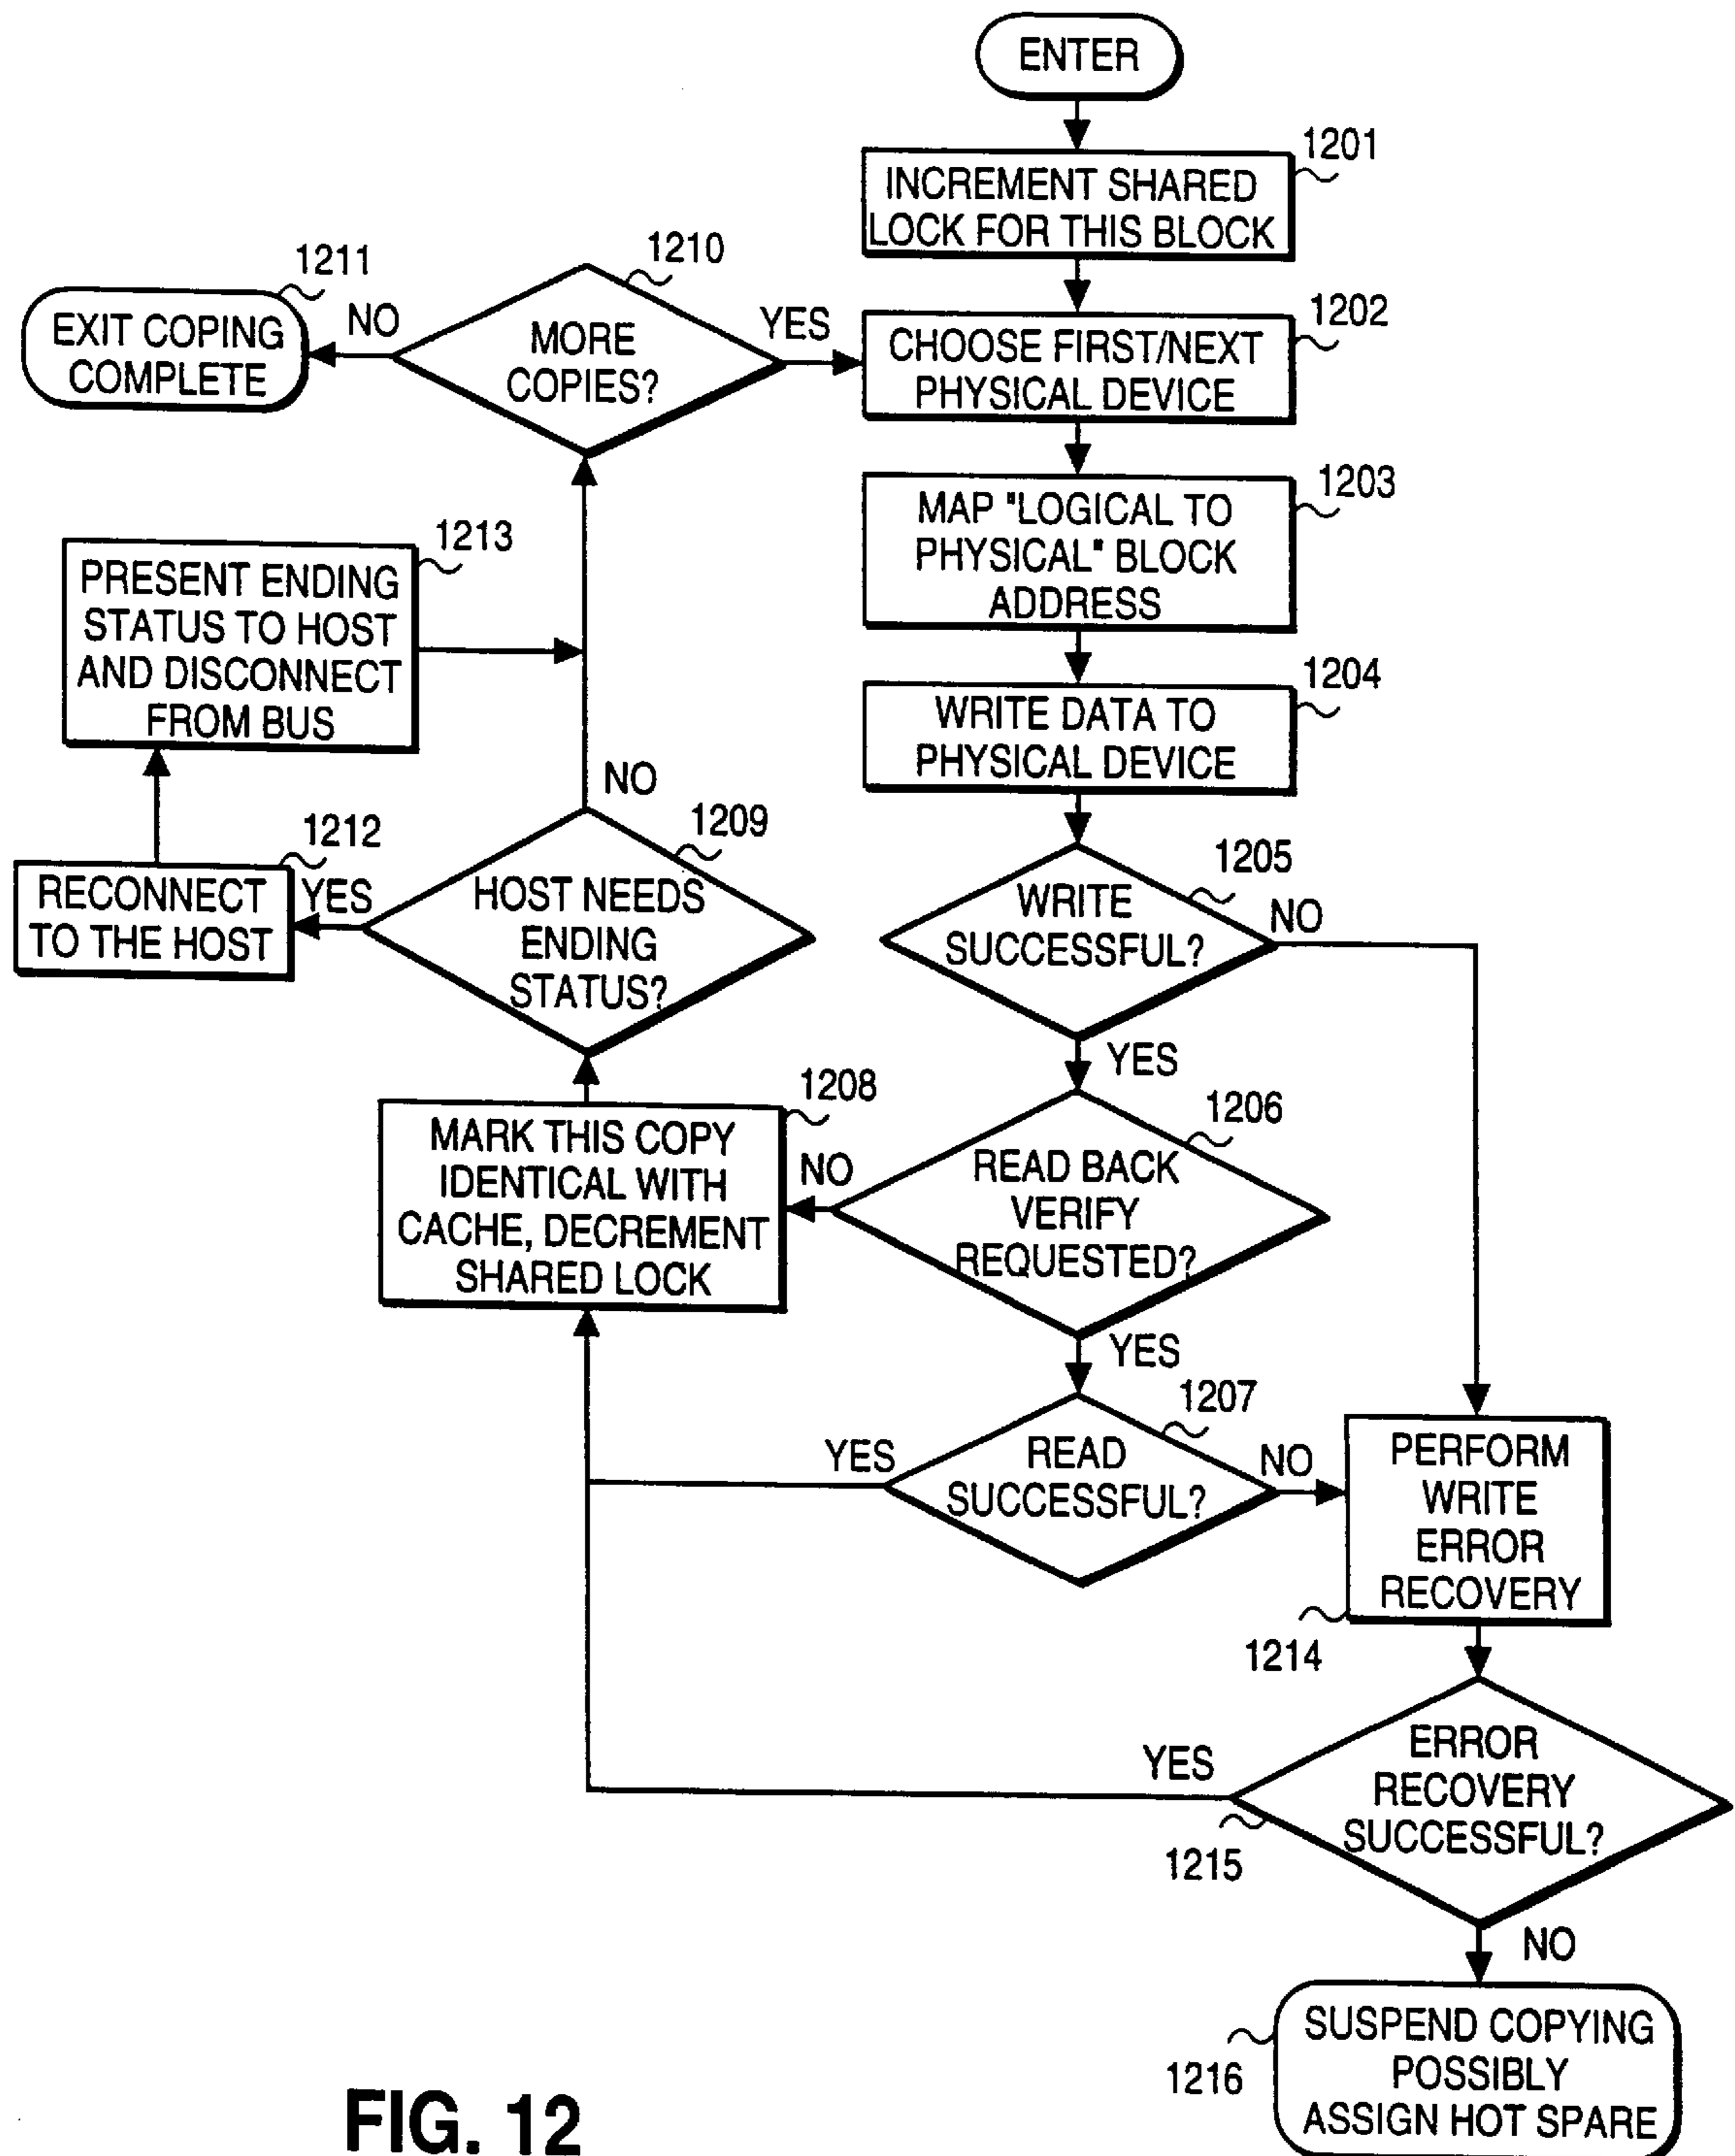 ENTER
1201
INCREMENT SHARED
LOCK FOR THIS BLOCK
1211
EXIT COPING
COMPLETE
NO
1210
MORE
COPIES?
YES
1202
CHOOSE FIRST/NEXT
PHYSICAL DEVICE
1203
MAP "LOGICAL TO
PHYSICAL" BLOCK
ADDRESS
1213
PRESENT ENDING
STATUS TO HOST
AND DISCONNECT
FROM BUS
1204
WRITE DATA TO
PHYSICAL DEVICE
NO
1212
RECONNECT
TO THE HOST
YES
1209
HOST NEEDS
ENDING
STATUS?
1205
WRITE
SUCCESSFUL?
NO
YES
1208
MARK THIS COPY
IDENTICAL WITH
CACHE, DECREMENT
SHARED LOCK
NO
1206
READ BACK
VERIFY
REQUESTED?
YES
1207
YES
READ
SUCCESSFUL?
NO
PERFORM
WRITE
ERROR
RECOVERY
1214
YES
ERROR
RECOVERY
SUCCESSFUL?
1215
NO
SUSPEND COPYING
POSSIBLY
ASSIGN HOT SPARE
1216
FIG. 12